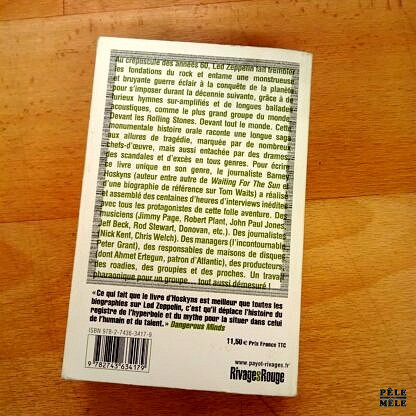 Au crépuscule des années 60, Led Zeppelin fait trembler
les fondations du rock et entame une monstrueuse
et bruyante guerre éclair à la conquête de la planète
pour s'imposer durant la décennie suivante, grâce à de
furieux hymnes sur-amplifiés et de longues ballades
acoustiques, comme le plus grand groupe du monde.
Devant les Rolling Stones. Devant tout le monde. Cette
monumentale histoire orale raconte une longue saga
aux allures de tragédie, marquée par de nombreux
chefs-d'œuvre, mais aussi entachée par des drames,
des scandales et d'excès en tous genres. Pour écrire
ce livre unique en son genre, le journaliste Barney
Hoskyns (auteur entre autre de Waiting For The Sun et
d'une biographie de référence sur Tom Waits) a réalisé
et assemblé des centaines d'heures d'interviews inédites
avec tous les protagonistes de cette folle aventure. Des
musiciens (Jimmy Page, Robert Plant, John Paul Jones,
Jeff Beck, Rod Stewart, Donovan, etc.). Des journalistes
(Nick Kent, Chris Welch). Des managers (l'incontournable
Peter Grant), des responsables de maisons de disques
(dont Ahmet Ertegun, patron d'Atlantic), des producteurs,
des roadies, des groupies et des proches. Un travail
pharaonique pour un groupe... tout aussi démesuré !
« Ce qui fait que le livre d'Hoskyns est meilleur que toutes les
biographies sur Led Zeppelin, c'est qu'il déplace l'histoire du
registre de l'hyperbole et du mythe pour la situer dans celui
de l'humain et du talent. » Dangerous Minds
ISBN 978-2-7436-3417-9
11,50€ Prix France TTC
9 782743 634179
www.payot-rivages.fr
RivagesRouge
PÊLE
MÊLE